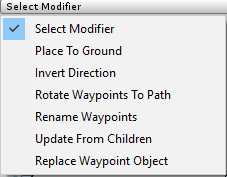 Select Modifier
Select Modifier
Place To Ground
Invert Direction
Rotate Waypoints To Path
Rename Waypoints
Update From Children
Replace Waypoint Object